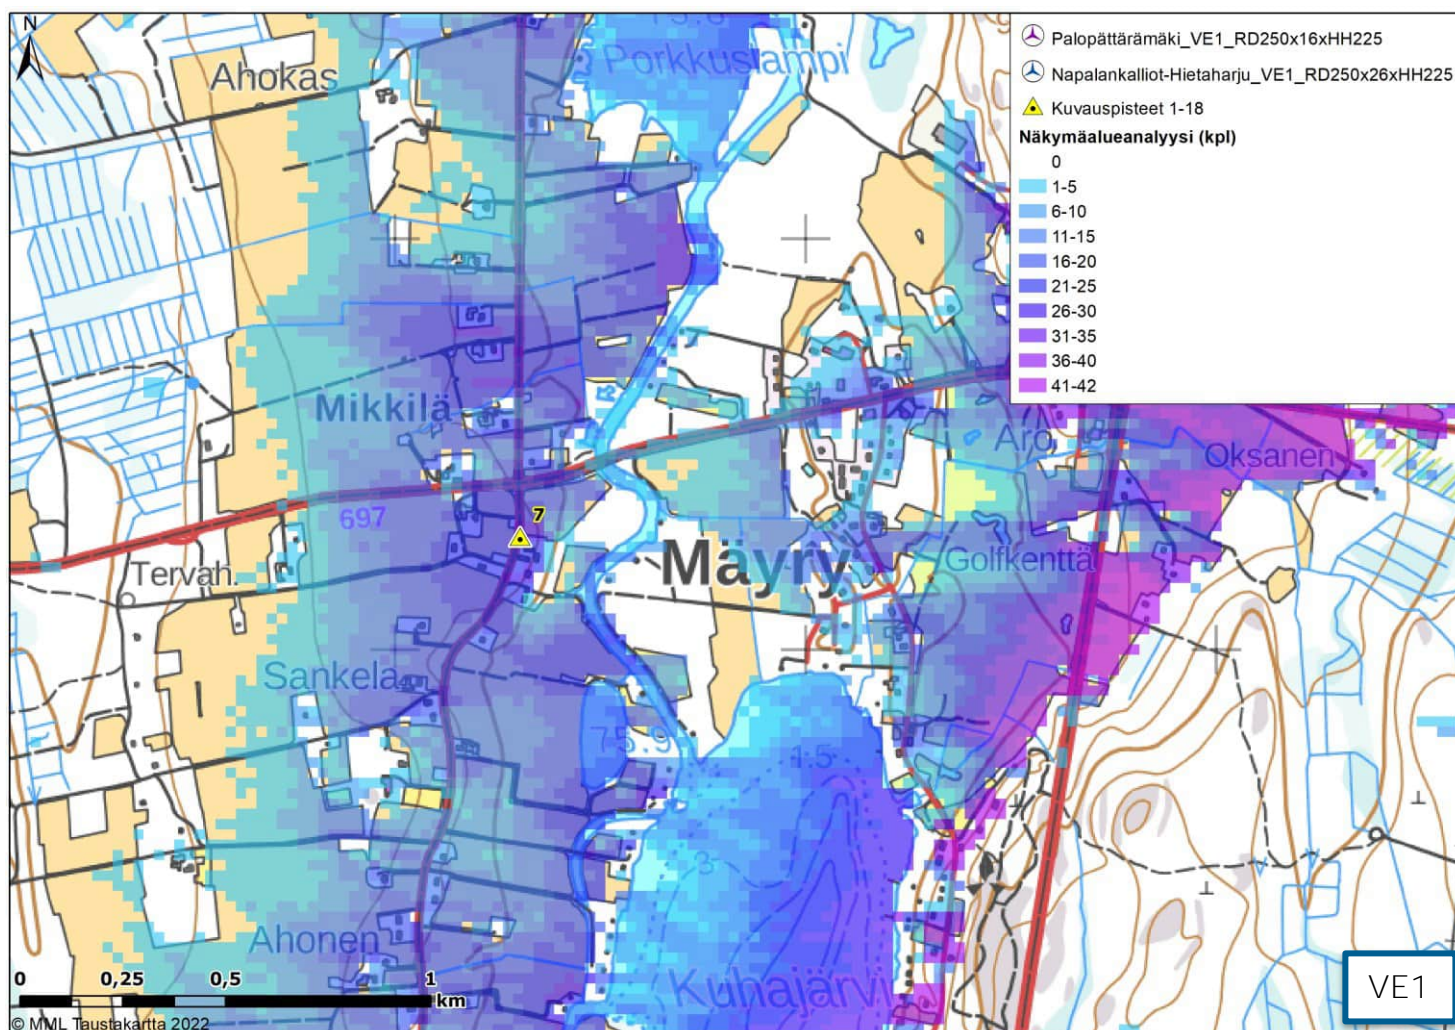 N
Ahokas
Porkkuslampi
Palopättärämäki_VE1_RD250x16xHH225
Napalankalliot-Hietaharju_VE1_RD250x26xHH225
Kuvauspisteet 1-18
Näkymäalueanalyysi (kpl)
0
1-5
6-10
11-15
16-20
21-25
26-30
31-35
36-40
41-42
Mikkilä
Aro
Oksanen
697
7
Mäyry
Golfkenttä
Tervah.
Sankela
75.9
1.5
3
Ahonen
Kuhajärvi
0 0,25 0,5 1
km
VE1
© MML Taustakartta 2022